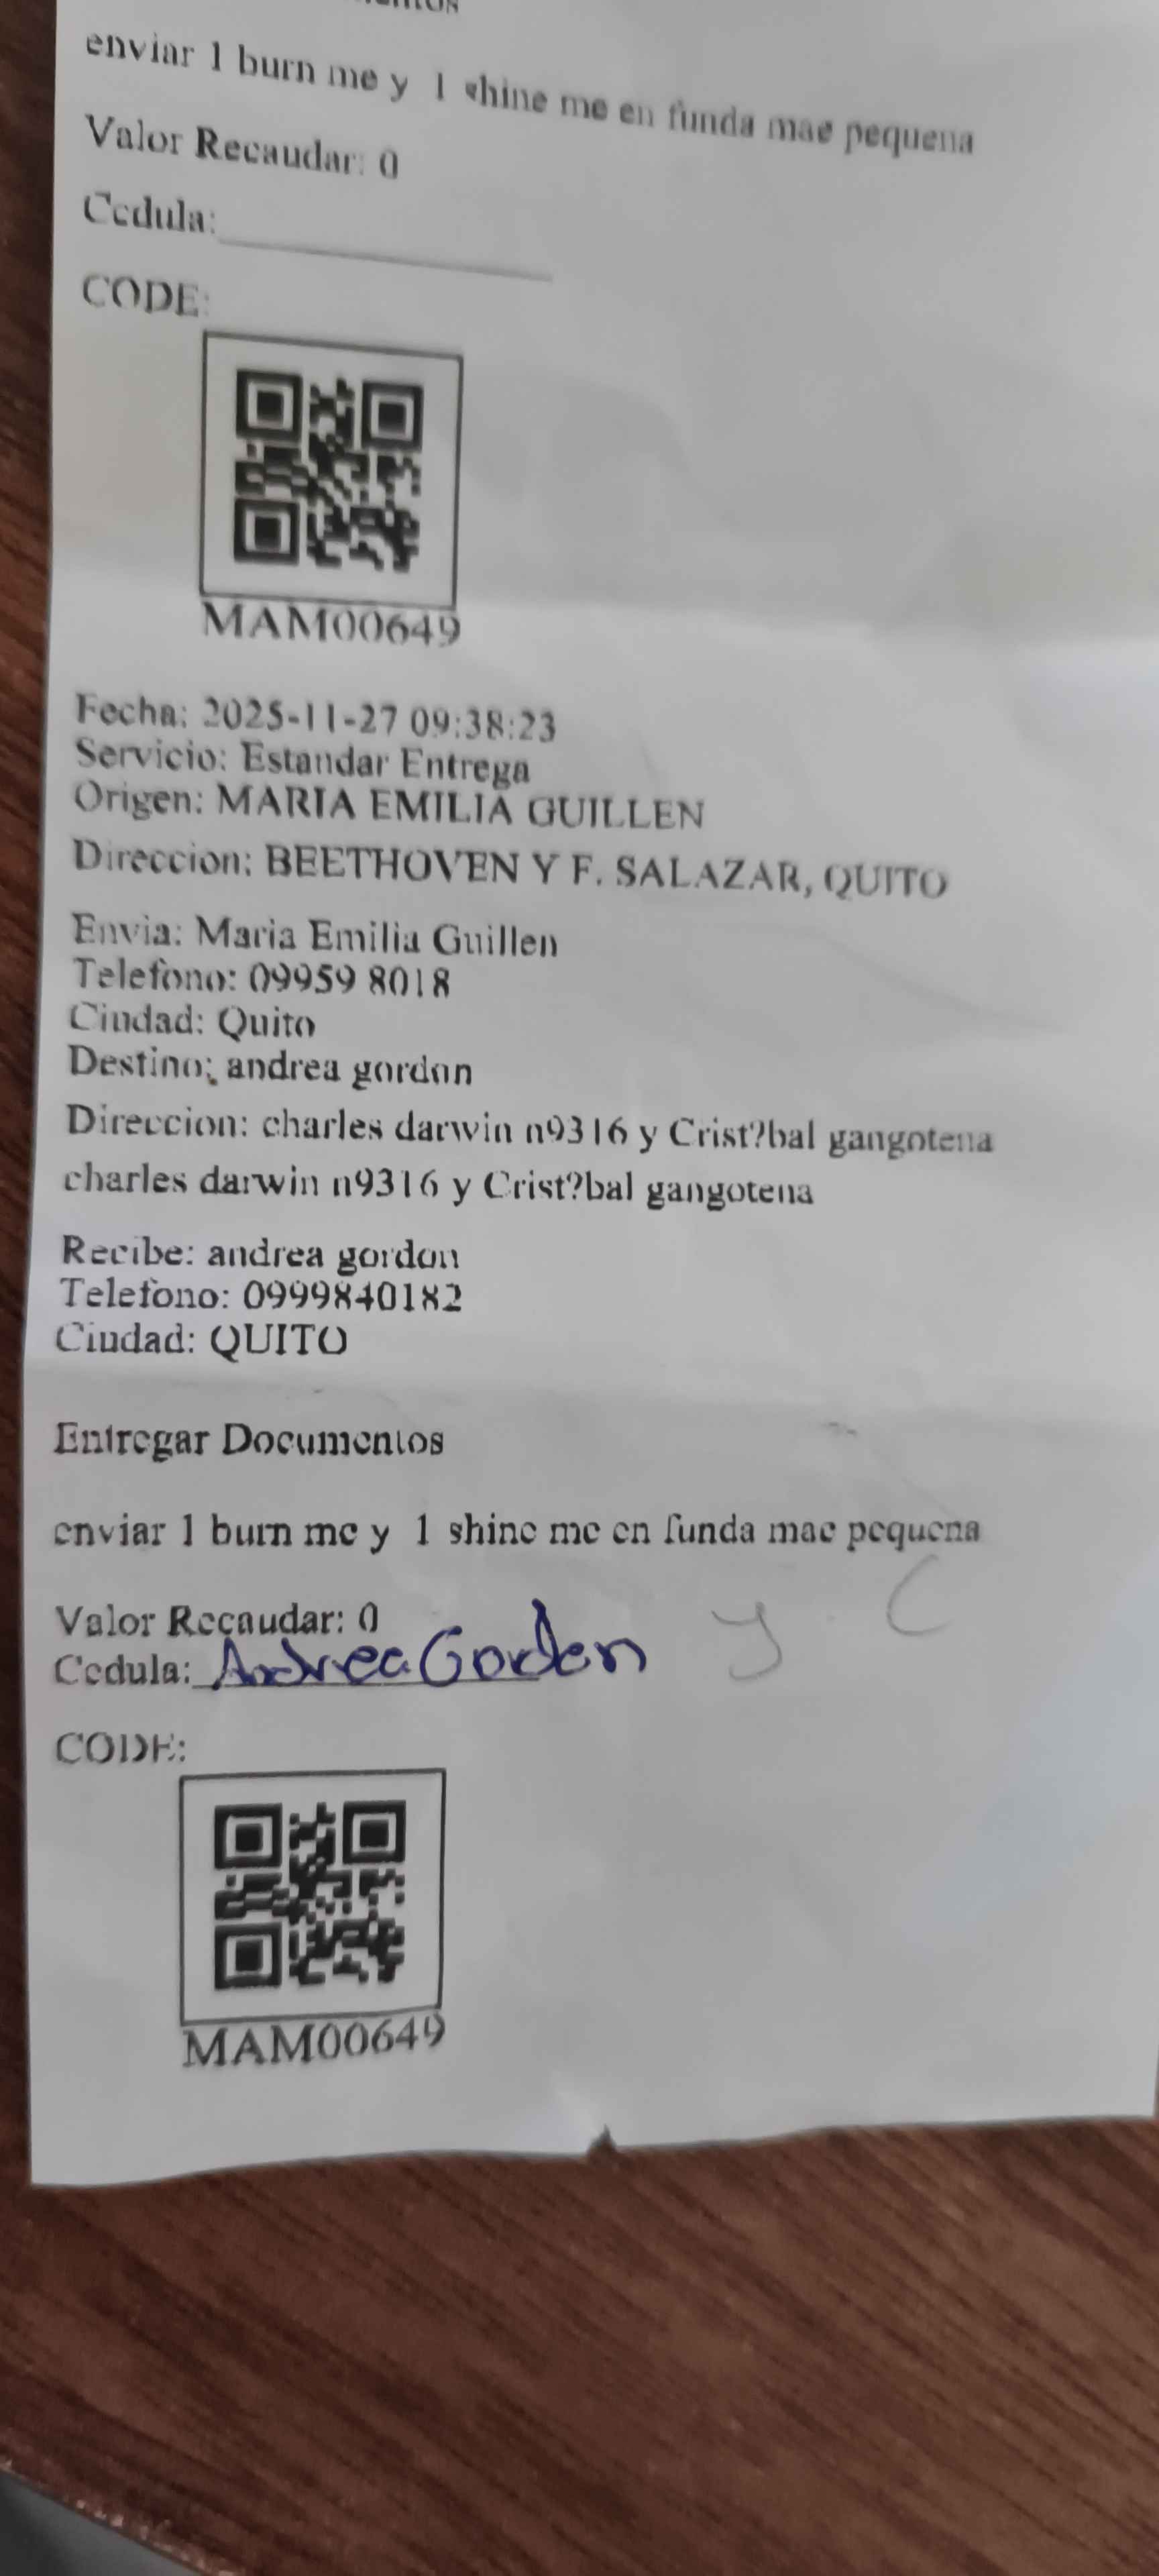 enviar 1 burn me y 1 shine me en funda mae pequena
Valor Recaudar: 0
Cedula:
CODE:
MAM00649
Fecha: 2025-11-27 09:38:23
Servicio: Estandar Entrega
Origen: MARIA EMILIA GUILLEN
Direccion: BEETHOVEN Y F. SALAZAR, QUITO
Envia: Maria Emilia Guillen
Telefono: 09959 8018
Ciudad: Quito
Destino: andrea gordon
Direccion: charles darwin n9316 y Crist?bal gangotena
charles darwin n9316 y Crist?bal gangotena
Recibe: andrea gordon
Telefono: 0999840182
Ciudad: QUITO
Entregar Documentos
enviar 1 burn me y 1 shine me en funda mae pequena
Valor Recaudar: 0
Cedula: Andrea Gordon
CODE:
MAM00649